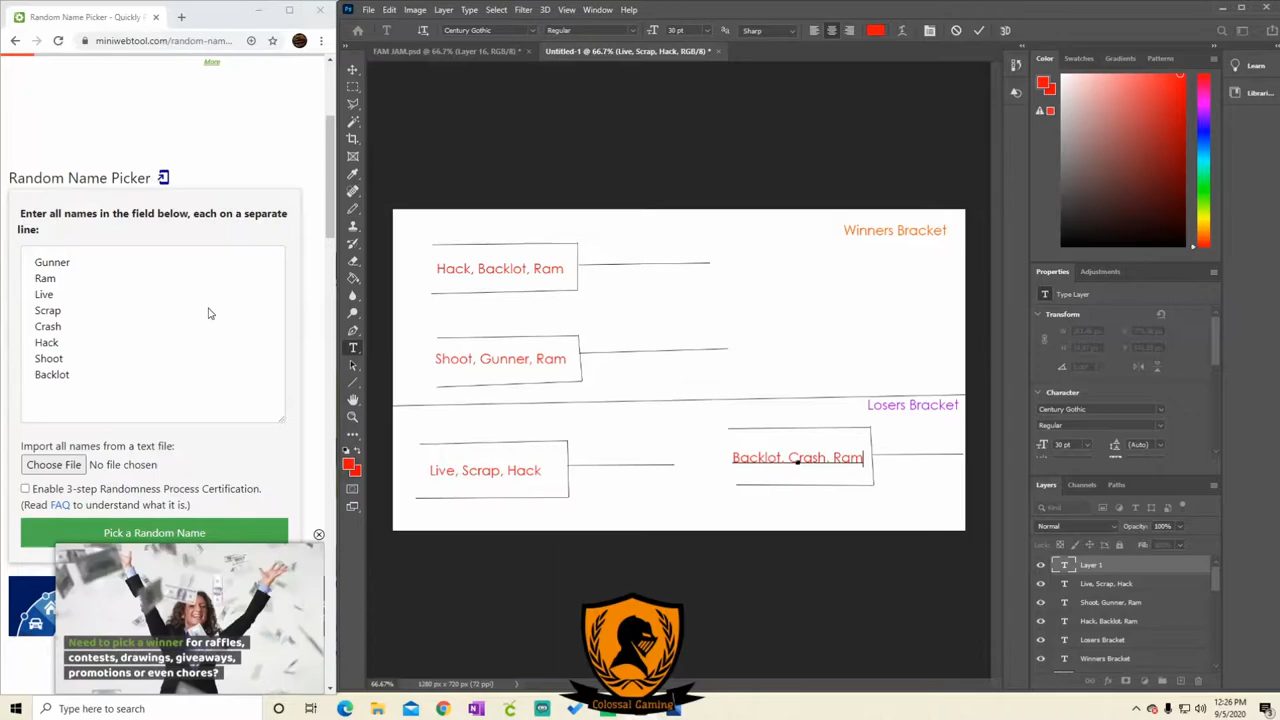 Random Name Picker - Quickly P
File Edit Image Layer Type Select Filter 3D View Window Help
miniwebtool.com/random-nam...
Century Gothic
Regular
30 pt
Sharp
3D
FAM JAM.psd @ 66.7% (Layer 16, RGB/8) *
Untitled-1 @ 66.7% (Live, Scrap, Hack, RGB/8) *
More
Random Name Picker
Enter all names in the field below, each on a separate
line:
Gunner
Ram
Live
Scrap
Crash
Hack
Shoot
Backlot
Import all names from a text file:
Choose File No file chosen
Enable 3-step Randomness Process Certification.
(Read FAQ to understand what it is.)
Pick a Random Name
Need to pick a winner for raffles,
contests, drawings, giveaways,
promotions or even chores?
Winners Bracket
Hack, Backlot, Ram
Shoot, Gunner, Ram
Losers Bracket
Live, Scrap, Hack
Backlot, Crash, Ram
Colossal Gaming
66.67%
1280 px x 720 px (72 ppi)
Color Swatches Gradients Patterns
Learn
Librari...
Properties Adjustments
Type Layer
Transform
Character
Century Gothic
Regular
30 pt
(Auto)
Layers Channels Paths
Kind
Normal
Opacity: 100%
Lock:
Layer 1
Live, Scrap, Hack
Shoot, Gunner, Ram
Hack, Backlot, Ram
Losers Bracket
Winners Bracket
Type here to search
12:26 PM
9/5/2020